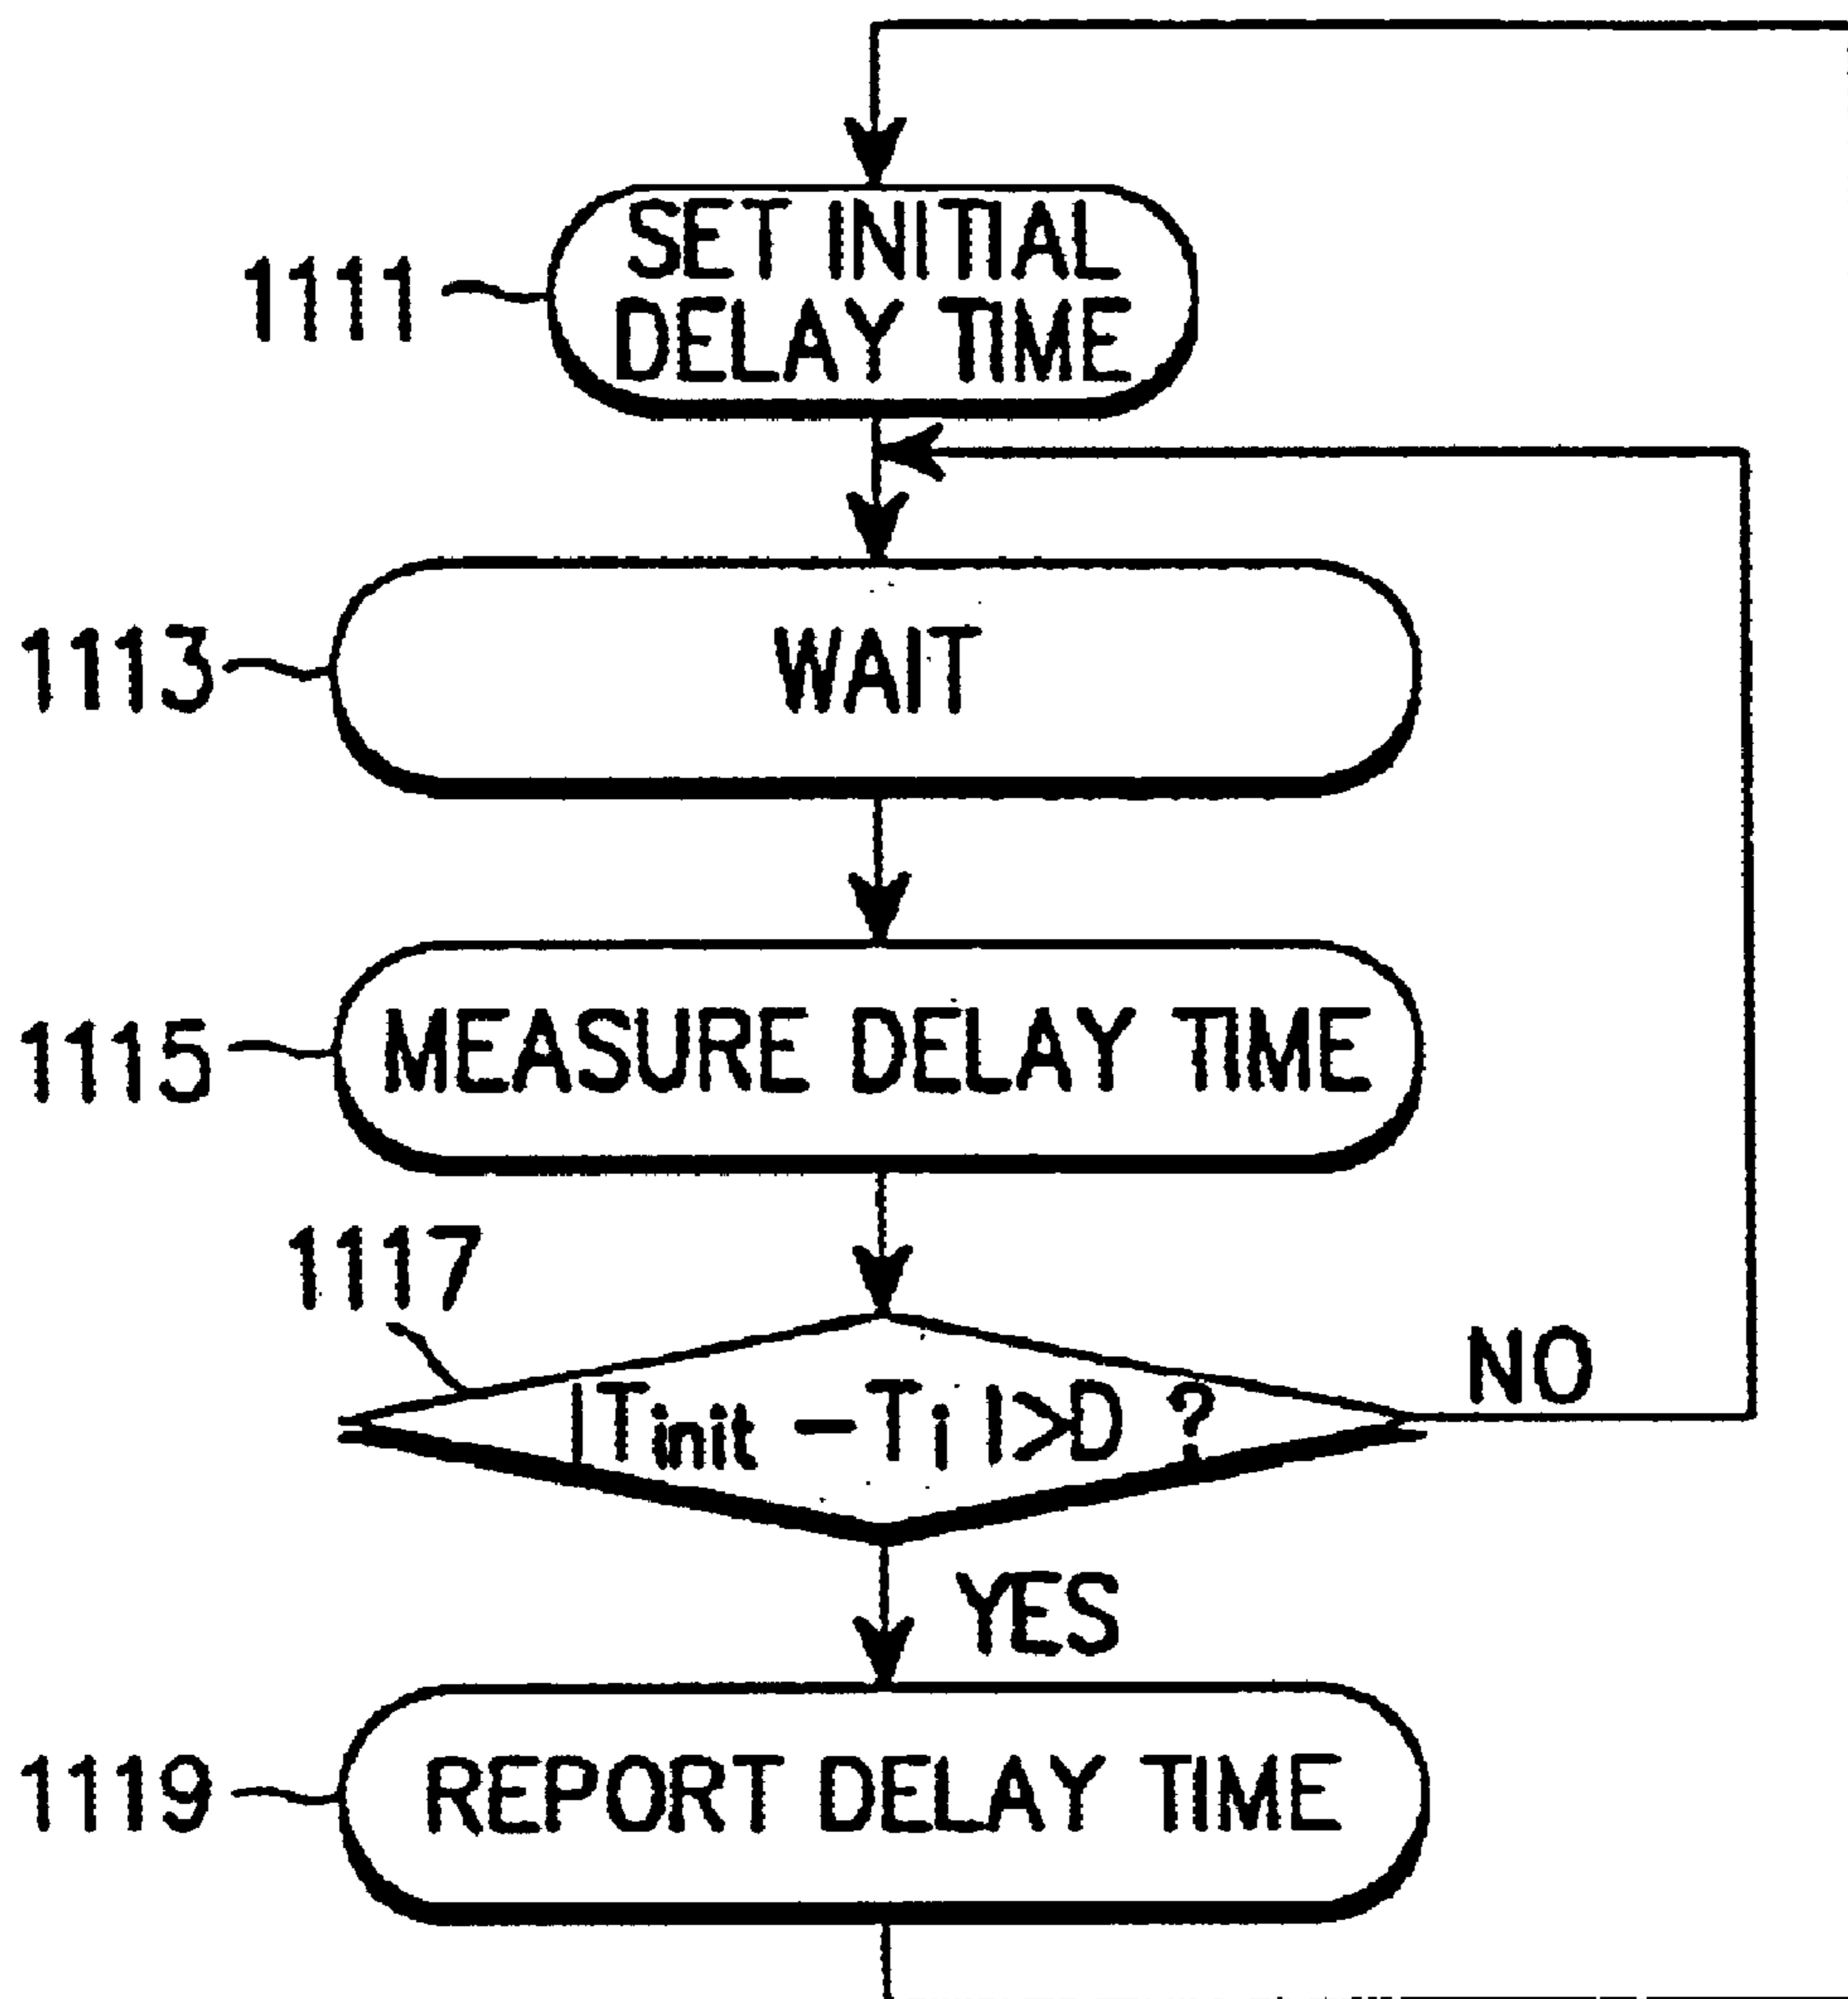 SET INITIAL
DELAY TIME
1111
WAIT
1113
MEASURE DELAY TIME
1115
1117
|Tinit -Ti |>D ?
NO
YES
REPORT DELAY TIME
1119